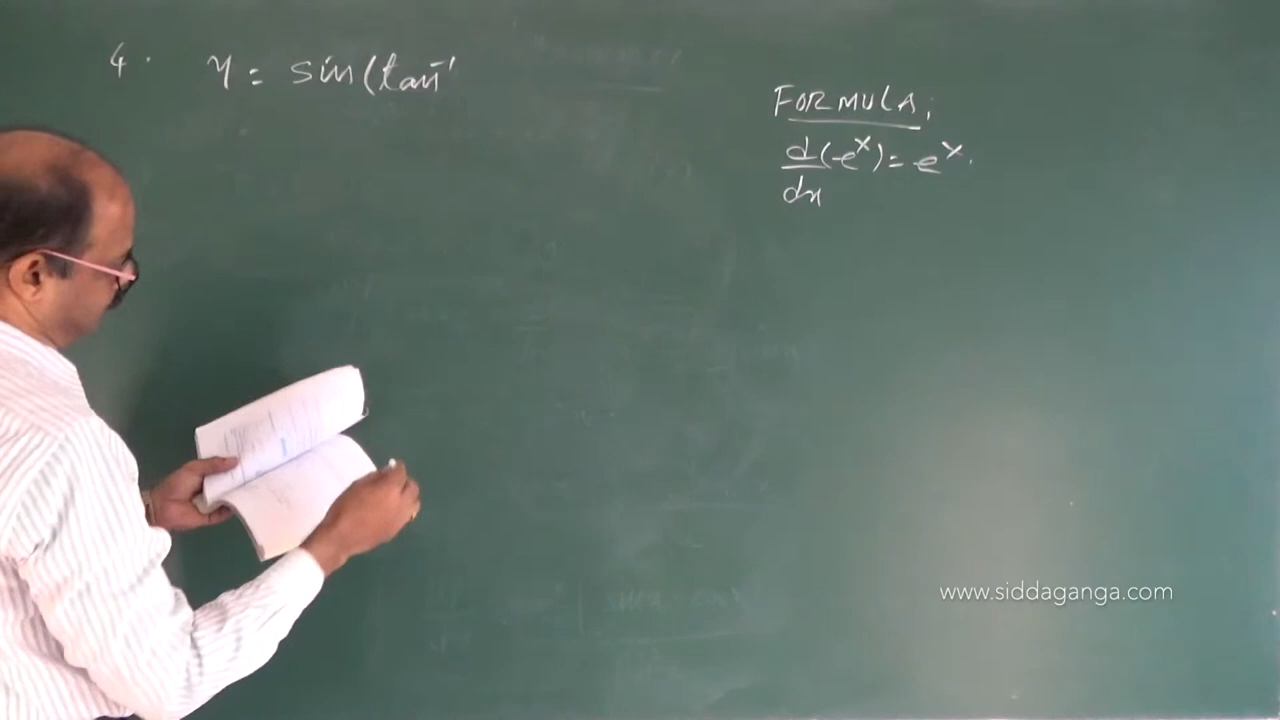 4. y = sin(tan⁻¹
FORMULA;
d/dx (e^x) = e^x.
www.siddaganga.com